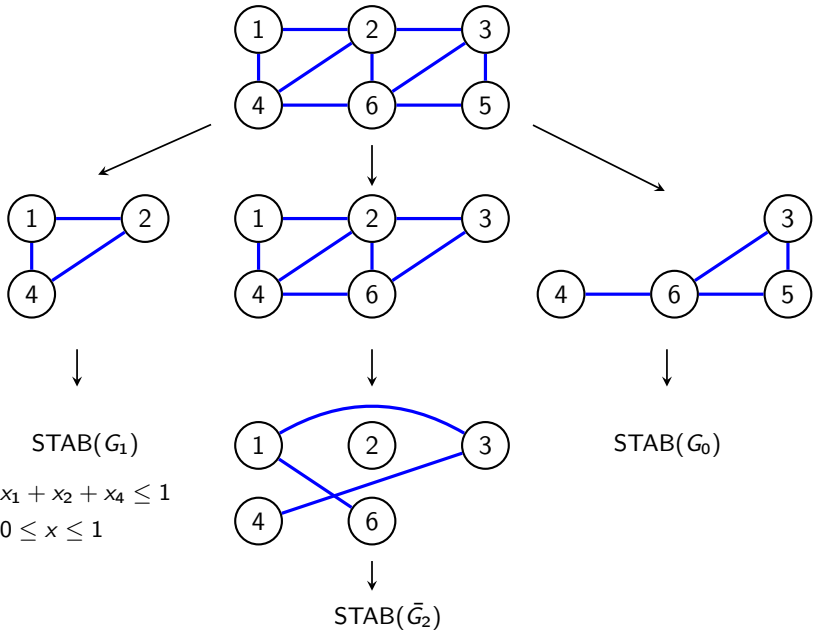 1 2 3
4 6 5
1 2 1 2 3 3
4 4 6 4 6 5
STAB(G₁) 1 2 3 STAB(G₀)
x₁ + x₂ + x₄ ≤ 1
0 ≤ x ≤ 1 4 6
STAB(Ḡ₂)